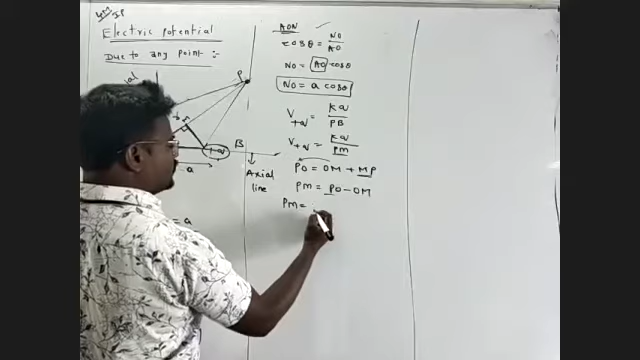 Electric potential
Due to any point :-
P
B
+q
a
= a
Axial
line
AON
cosθ = NO/AO
NO = AO cosθ
NO = a cosθ
V+q = kq/PB
V+q = kq/PM
PO = OM + MP
PM = PO - OM
PM =